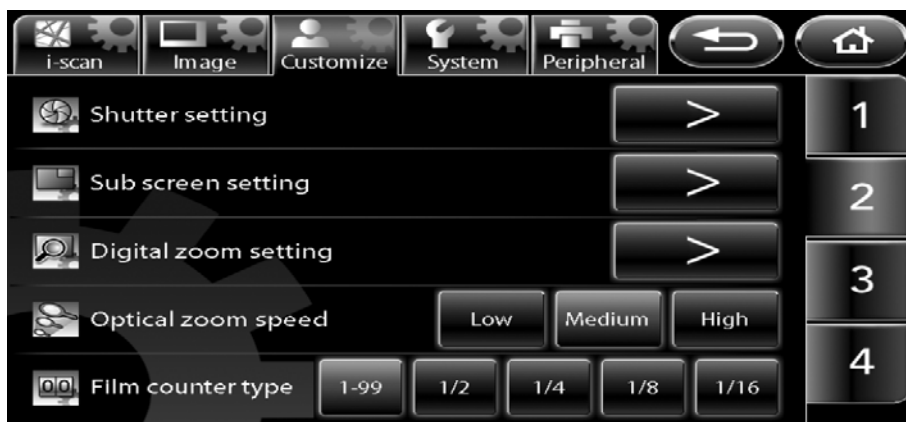 i-scan Image Customize System Peripheral
Shutter setting > 1
Sub screen setting > 2
Digital zoom setting > 3
Optical zoom speed Low Medium High
Film counter type 1-99 1/2 1/4 1/8 1/16 4
00